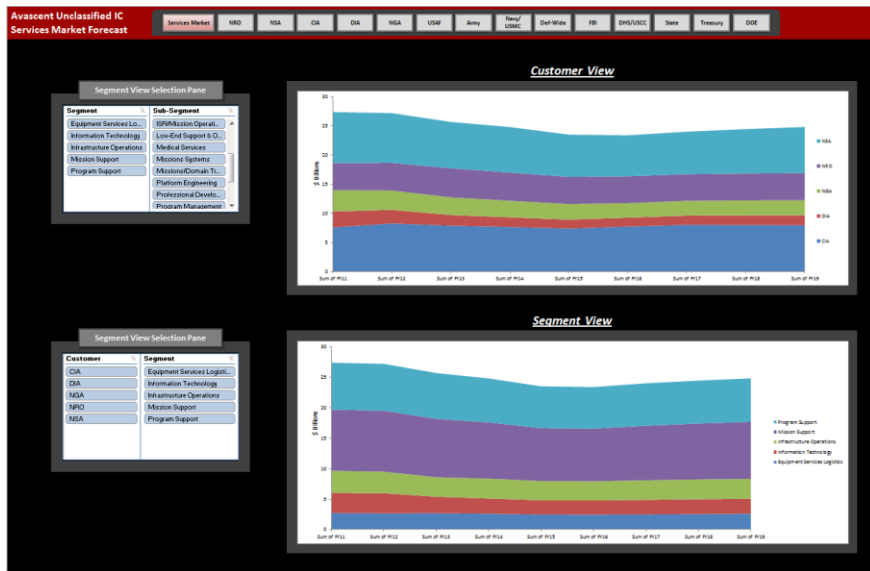 Avascent Unclassified IC
Services Market Forecast
Services Market
NRO
NSA
CIA
DIA
NGA
USAF
Army
Navy/
USMC
Def-Wide
FBI
DHS/USCC
State
Treasury
DOE
Segment View Selection Pane
Segment
Sub-Segment
Equipment Services Lo...
ISR/Mission Operati...
Information Technology
Low-End Support & O...
Infrastructure Operations
Medical Services
Mission Support
Missions Systems
Program Support
Missions/Domain Tr...
Platform Engineering
Professional Develo...
Program Management
Customer View
$ Billions
30
25
20
15
10
5
0
Sum of FY11
Sum of FY12
Sum of FY13
Sum of FY14
Sum of FY15
Sum of FY16
Sum of FY17
Sum of FY18
Sum of FY19
NSA
NRO
NGA
DIA
CIA
Segment View Selection Pane
Customer
Segment
CIA
Equipment Services Logisti...
DIA
Information Technology
NGA
Infrastructure Operations
NRO
Mission Support
NSA
Program Support
Segment View
$ Billions
30
25
20
15
10
5
0
Sum of FY11
Sum of FY12
Sum of FY13
Sum of FY14
Sum of FY15
Sum of FY16
Sum of FY17
Sum of FY18
Sum of FY19
Program Support
Mission Support
Infrastructure Operations
Information Technology
Equipment Services Logistics